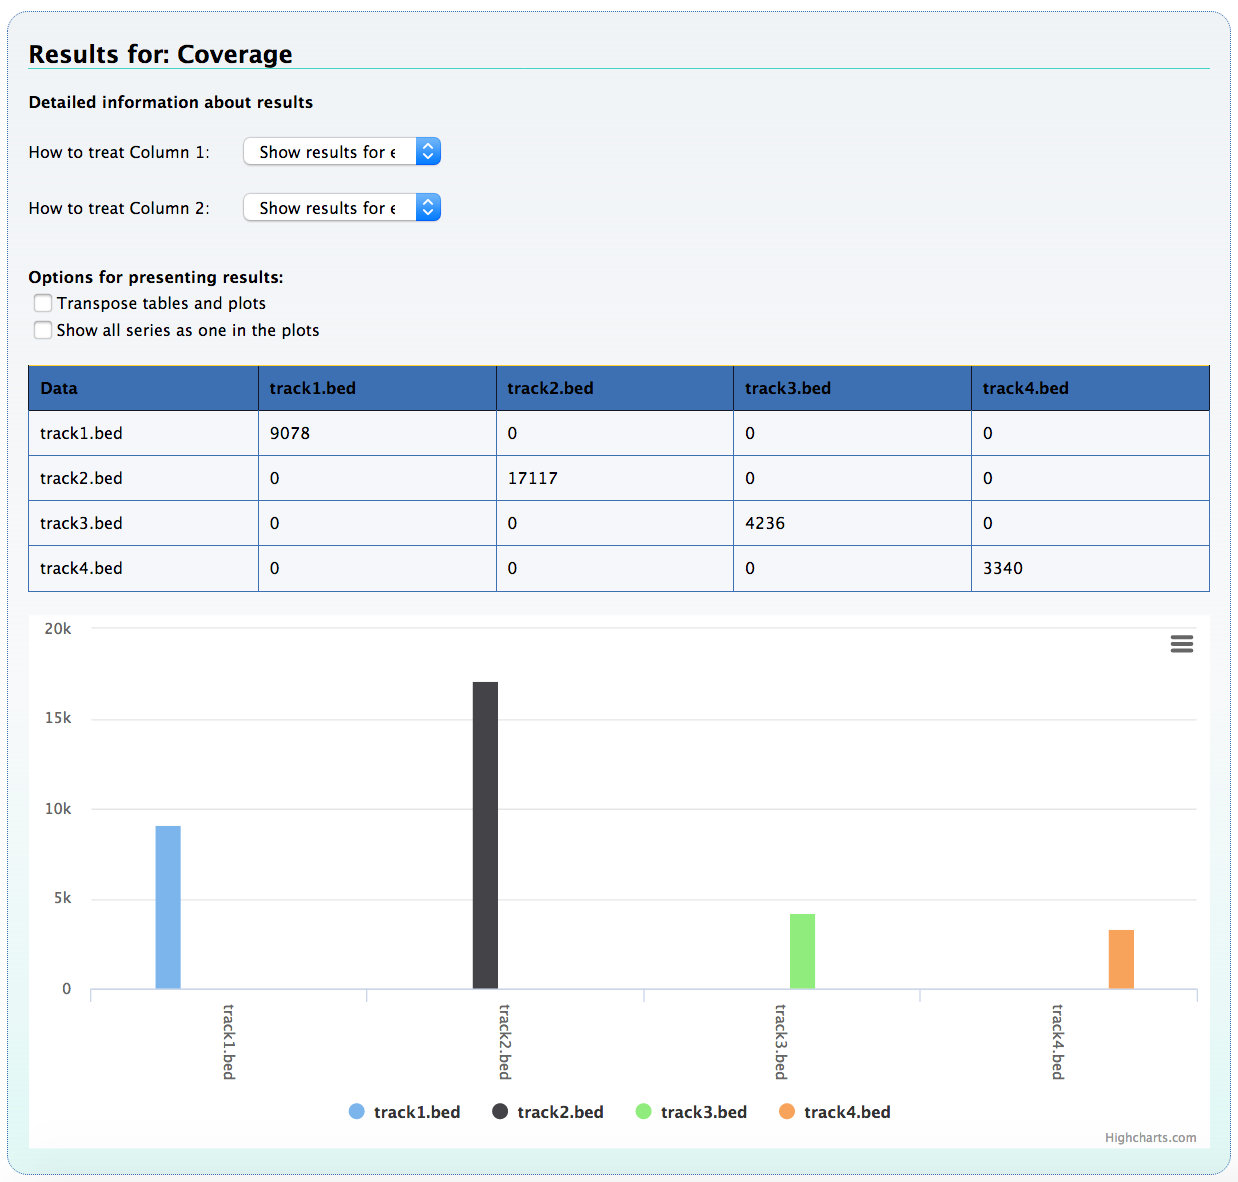 Results for: Coverage
Detailed information about results
How to treat Column 1: Show results for e
How to treat Column 2: Show results for e
Options for presenting results:
Transpose tables and plots
Show all series as one in the plots
Data track1.bed track2.bed track3.bed track4.bed
track1.bed 9078 0 0 0
track2.bed 0 17117 0 0
track3.bed 0 0 4236 0
track4.bed 0 0 0 3340
20k
15k
10k
5k
0
track1.bed track2.bed track3.bed track4.bed
track1.bed track2.bed track3.bed track4.bed
Highcharts.com